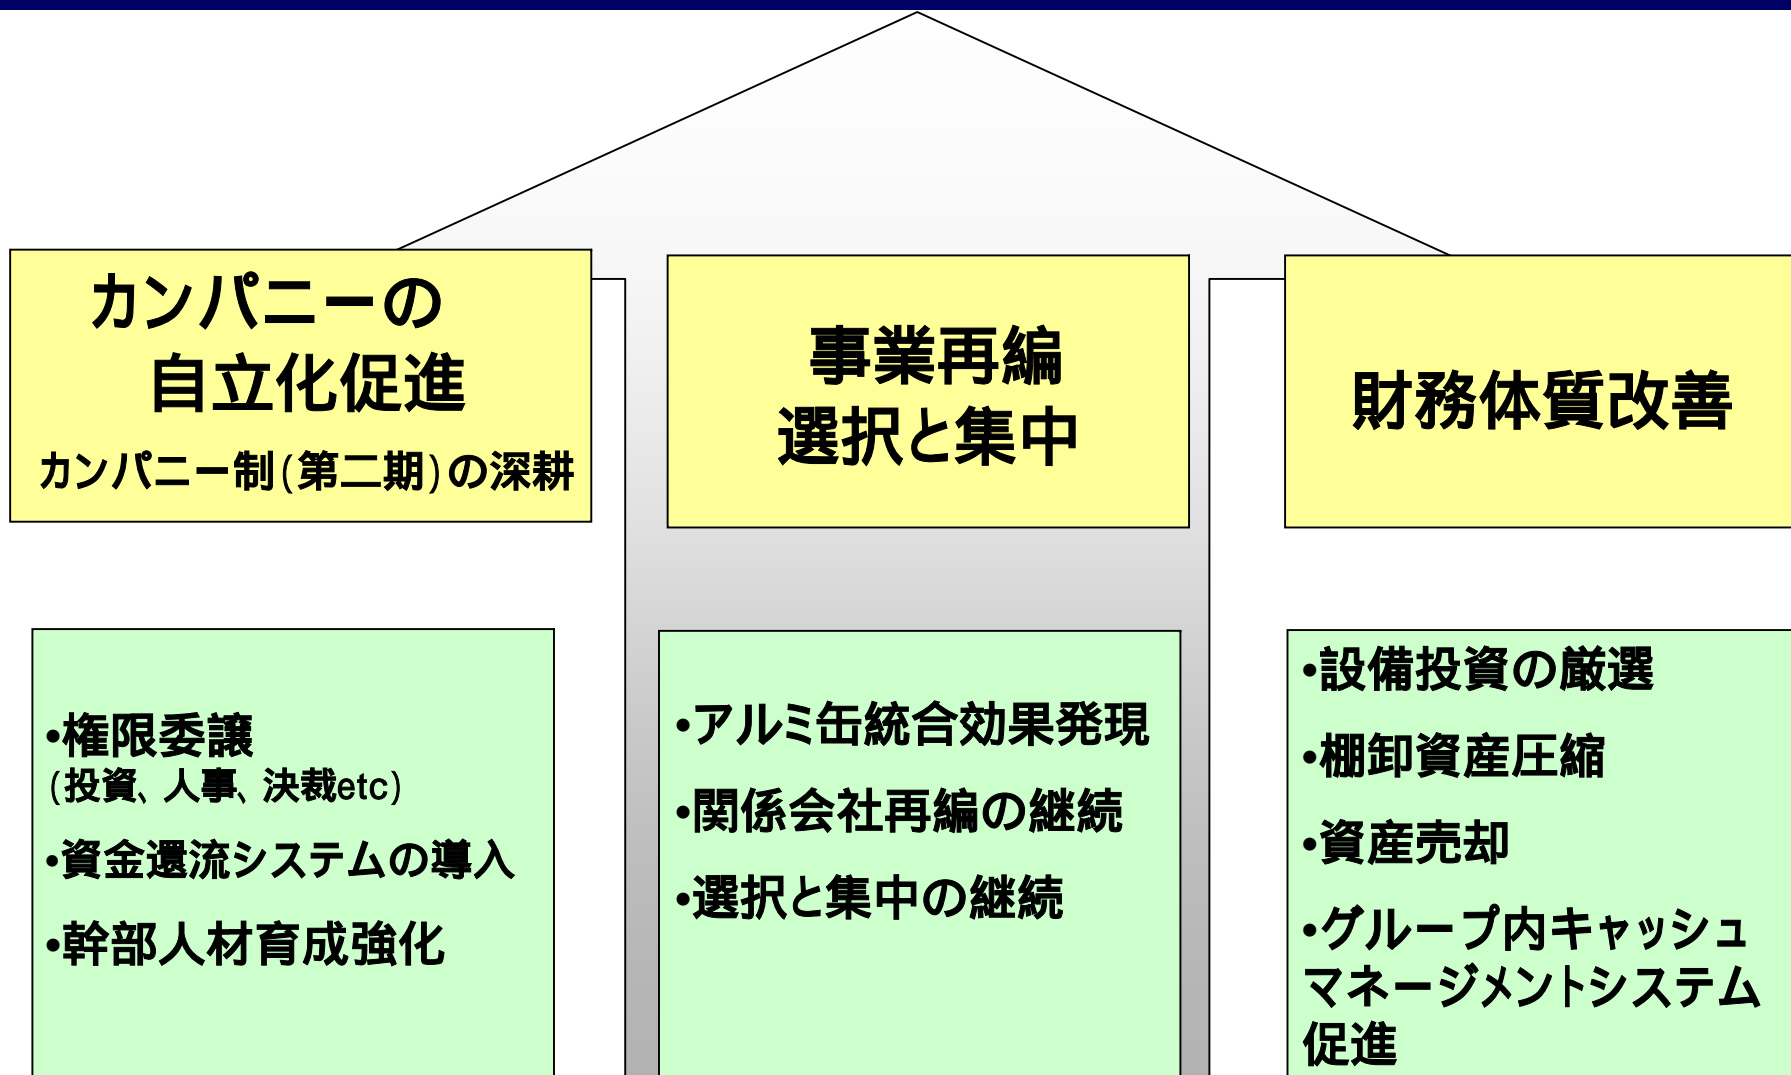 カンパニーの
自立化促進
カンパニー制(第二期)の深耕
事業再編
選択と集中
財務体質改善
•権限委譲
(投資、人事、決裁etc)
•資金還流システムの導入
•幹部人材育成強化
•アルミ缶統合効果発現
•関係会社再編の継続
•選択と集中の継続
•設備投資の厳選
•棚卸資産圧縮
•資産売却
•グループ内キャッシュ
マネージメントシステム
促進